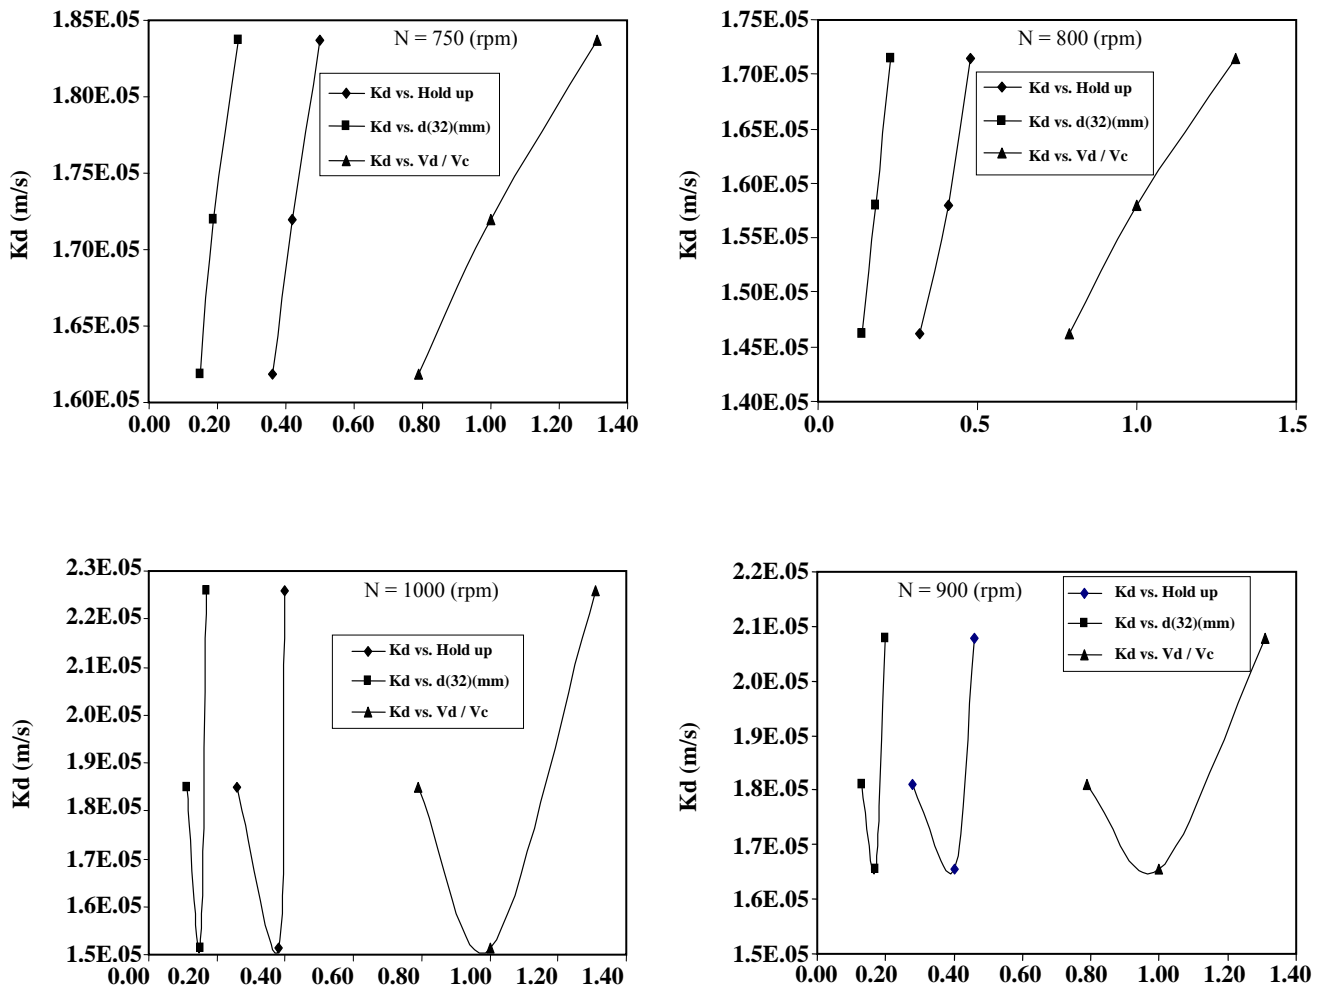 1.85E.05
1.80E.05
1.75E.05
1.70E.05
1.65E.05
1.60E.05
Kd (m/s)
N = 750 (rpm)
Kd vs. Hold up
Kd vs. d(32)(mm)
Kd vs. Vd / Vc
0.00 0.20 0.40 0.60 0.80 1.00 1.20 1.40
1.75E.05
1.70E.05
1.65E.05
1.60E.05
1.55E.05
1.50E.05
1.45E.05
1.40E.05
Kd (m/s)
N = 800 (rpm)
Kd vs. Hold up
Kd vs. d(32)(mm)
Kd vs. Vd / Vc
0.0 0.5 1.0 1.5
2.3E.05
2.2E.05
2.1E.05
2.0E.05
1.9E.05
1.8E.05
1.7E.05
1.6E.05
1.5E.05
Kd (m/s)
N = 1000 (rpm)
Kd vs. Hold up
Kd vs. d(32)(mm)
Kd vs. Vd / Vc
0.00 0.20 0.40 0.60 0.80 1.00 1.20 1.40
2.2E.05
2.1E.05
2.0E.05
1.9E.05
1.8E.05
1.7E.05
1.6E.05
1.5E.05
Kd (m/s)
N = 900 (rpm)
Kd vs. Hold up
Kd vs. d(32)(mm)
Kd vs. Vd / Vc
0.00 0.20 0.40 0.60 0.80 1.00 1.20 1.40